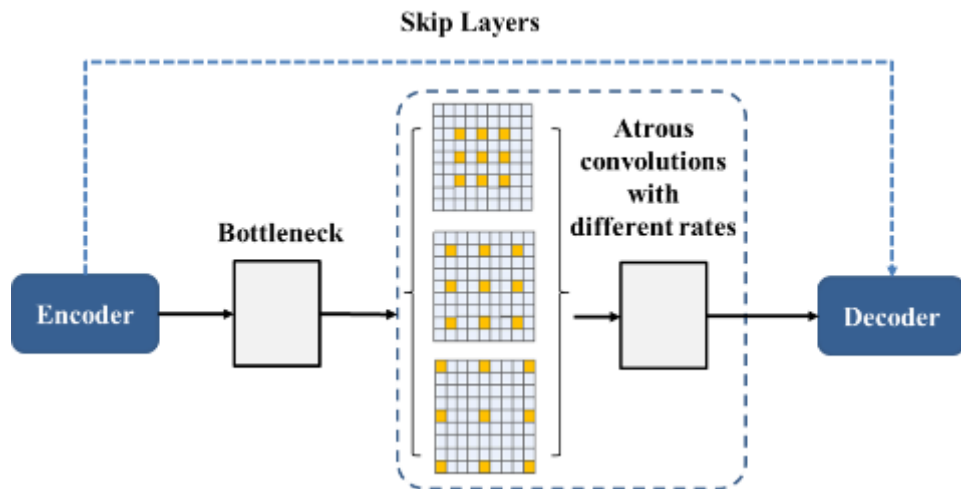 Skip Layers
Atrous
convolutions
with
different rates
Bottleneck
Encoder
Decoder